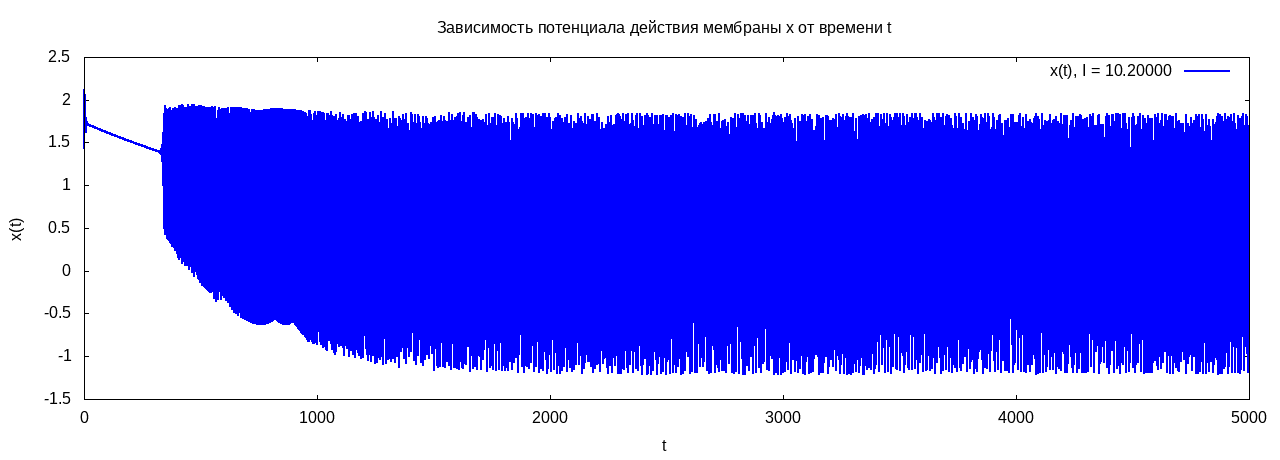 Зависимость потенциала действия мембраны x от времени t
x(t), I = 10.20000
2.5
2
1.5
1
0.5
0
-0.5
-1
-1.5
x(t)
0 1000 2000 3000 4000 5000
t